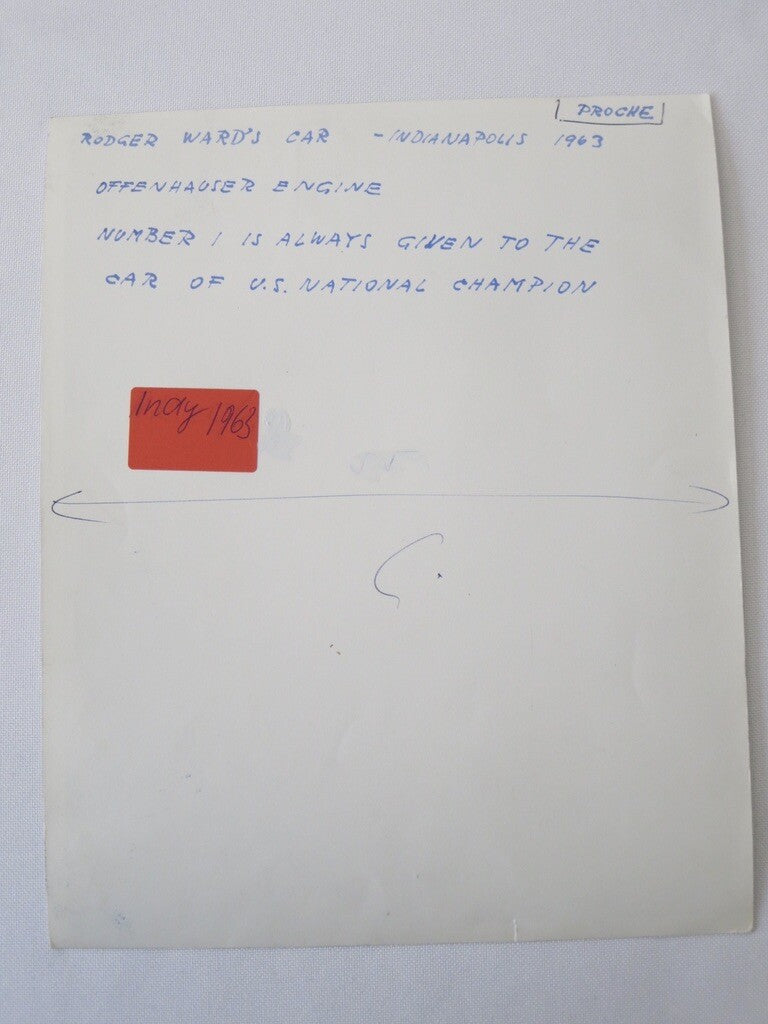 PROCHE
RODGER WARD'S CAR - INDIANAPOLIS 1963
OFFENHAUSER ENGINE
NUMBER 1 IS ALWAYS GIVEN TO THE
CAR OF U.S. NATIONAL CHAMPION
Indy 1963